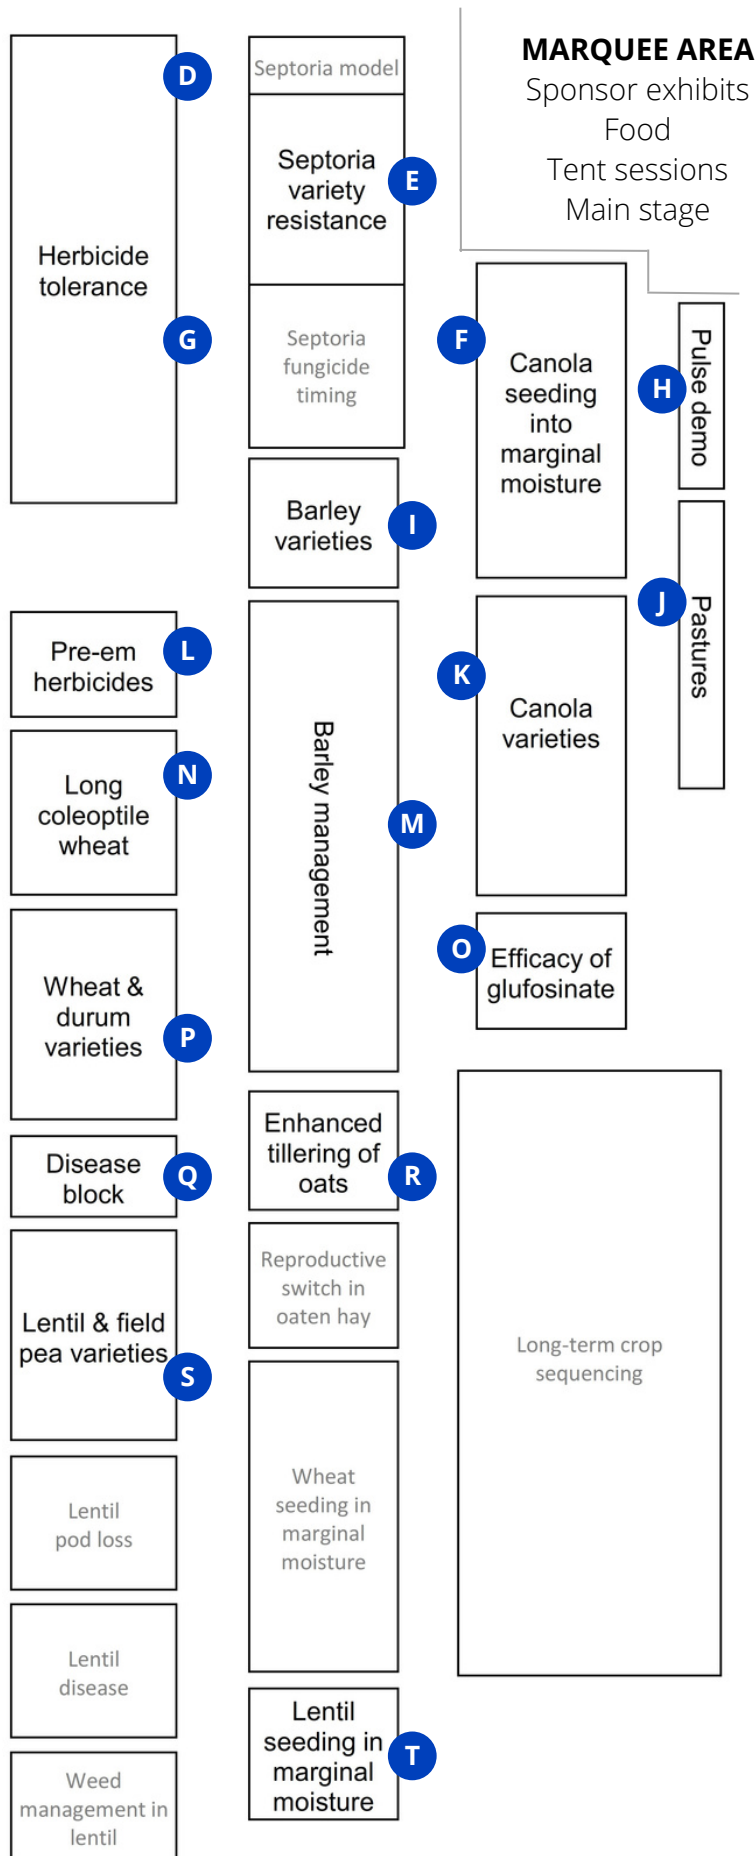 MARQUEE AREA
Sponsor exhibits
Food
Tent sessions
Main stage
D
Herbicide
tolerance
G
Septoria model
Septoria
variety
resistance
E
Septoria
fungicide
timing
F
Canola
seeding
into
marginal
moisture
H
Pulse demo
Barley
varieties
I
J
Pastures
Pre-em
herbicides
L
K
Canola
varieties
Long
coleoptile
wheat
N
Barley management
M
Wheat &
durum
varieties
P
O
Efficacy of
glufosinate
Disease
block
Q
Enhanced
tillering of
oats
R
Lentil & field
pea varieties
S
Reproductive
switch in
oaten hay
Long-term crop
sequencing
Lentil
pod loss
Wheat
seeding in
marginal
moisture
Lentil
disease
Lentil
seeding in
marginal
moisture
T
Weed
management in
lentil